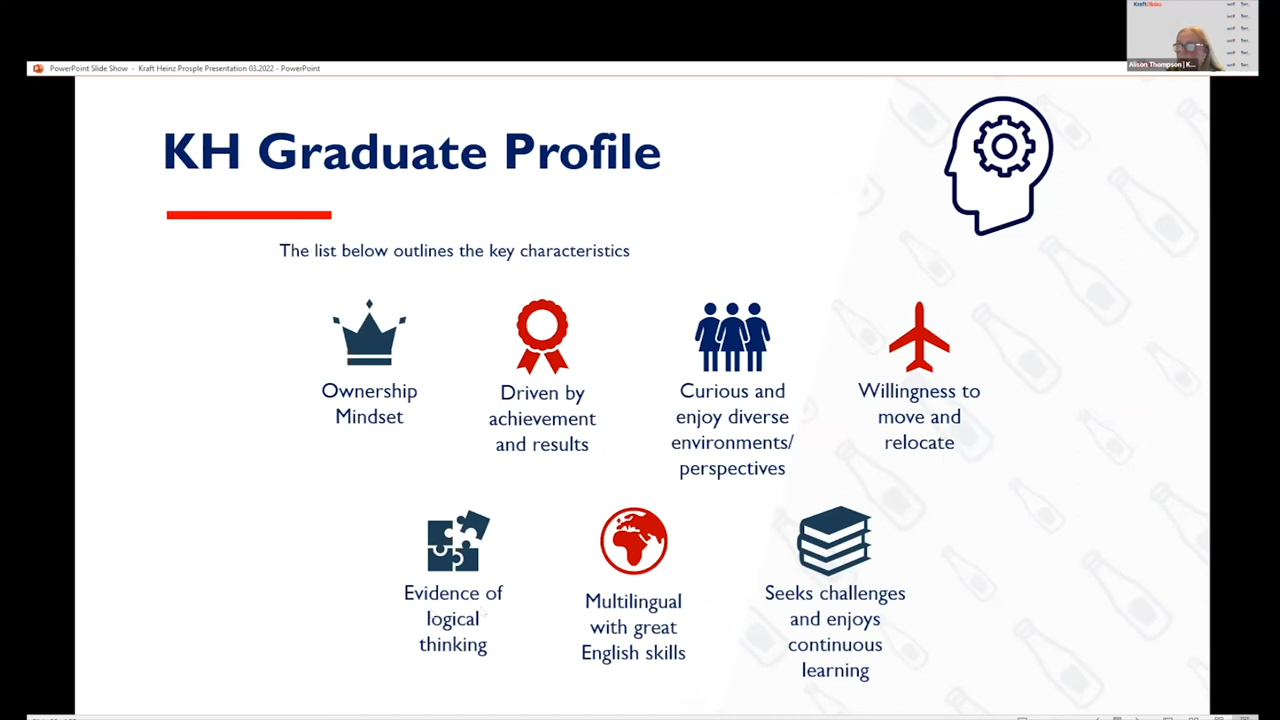 KraftHeinz
Alison Thompson | K...
PowerPoint Slide Show - Kraft Heinz Prosple Presentation 03.2022 - PowerPoint
KH Graduate Profile
The list below outlines the key characteristics
Ownership
Mindset
Driven by
achievement
and results
Curious and
enjoy diverse
environments/
perspectives
Willingness to
move and
relocate
Evidence of
logical
thinking
Multilingual
with great
English skills
Seeks challenges
and enjoys
continuous
learning